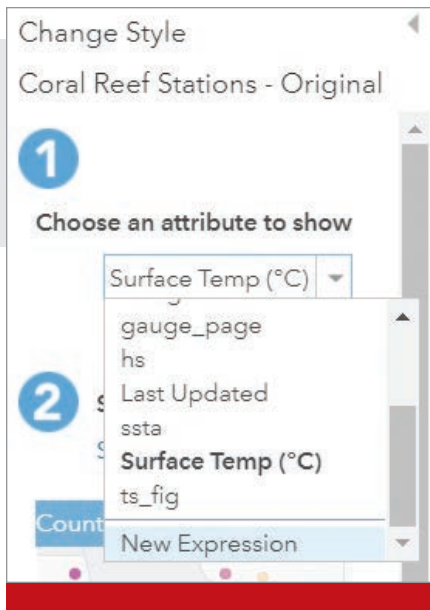 Change Style
Coral Reef Stations - Original
1
Choose an attribute to show
Surface Temp (°C)
gauge_page
hs
Last Updated
2
ssta
Surface Temp (°C)
ts_fig
Count
New Expression